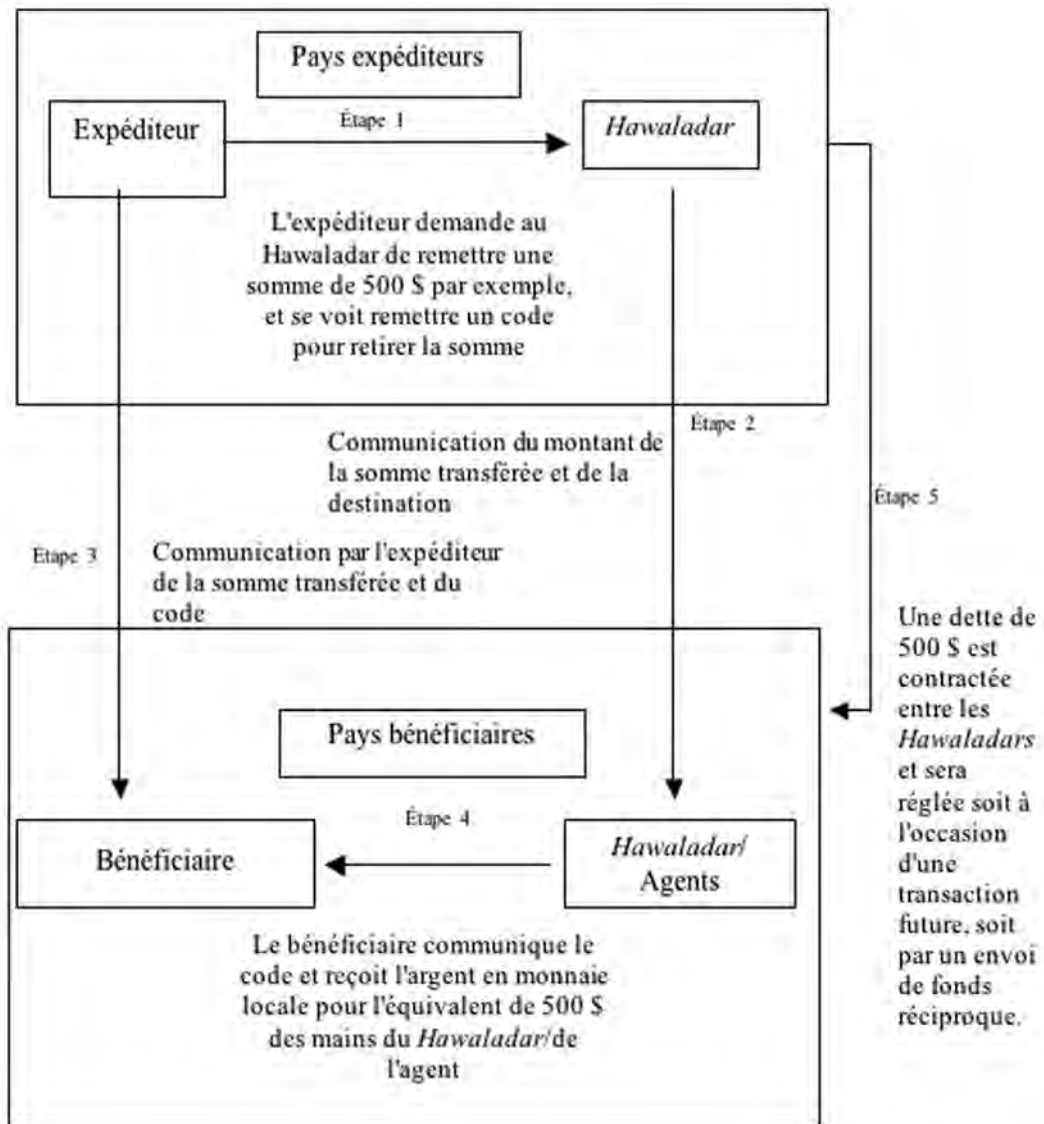 Pays expéditeurs
Expéditeur
Étape 1
Hawaladar
L'expéditeur demande au
Hawaladar de remettre une
somme de 500 $ par exemple,
et se voit remettre un code
pour retirer la somme
Étape 2
Communication du montant de
la somme transférée et de la
destination
Étape 5
Étape 3
Communication par l'expéditeur
de la somme transférée et du
code
Une dette de
500 $ est
contractée
entre les
Hawaladars
et sera
réglée soit à
l'occasion
d'une
transaction
future, soit
par un envoi
de fonds
réciproque.
Pays bénéficiaires
Étape 4
Bénéficiaire
Hawaladar/
Agents
Le bénéficiaire communique le
code et reçoit l'argent en monnaie
locale pour l'équivalent de 500 $
des mains du Hawaladar/de
l'agent